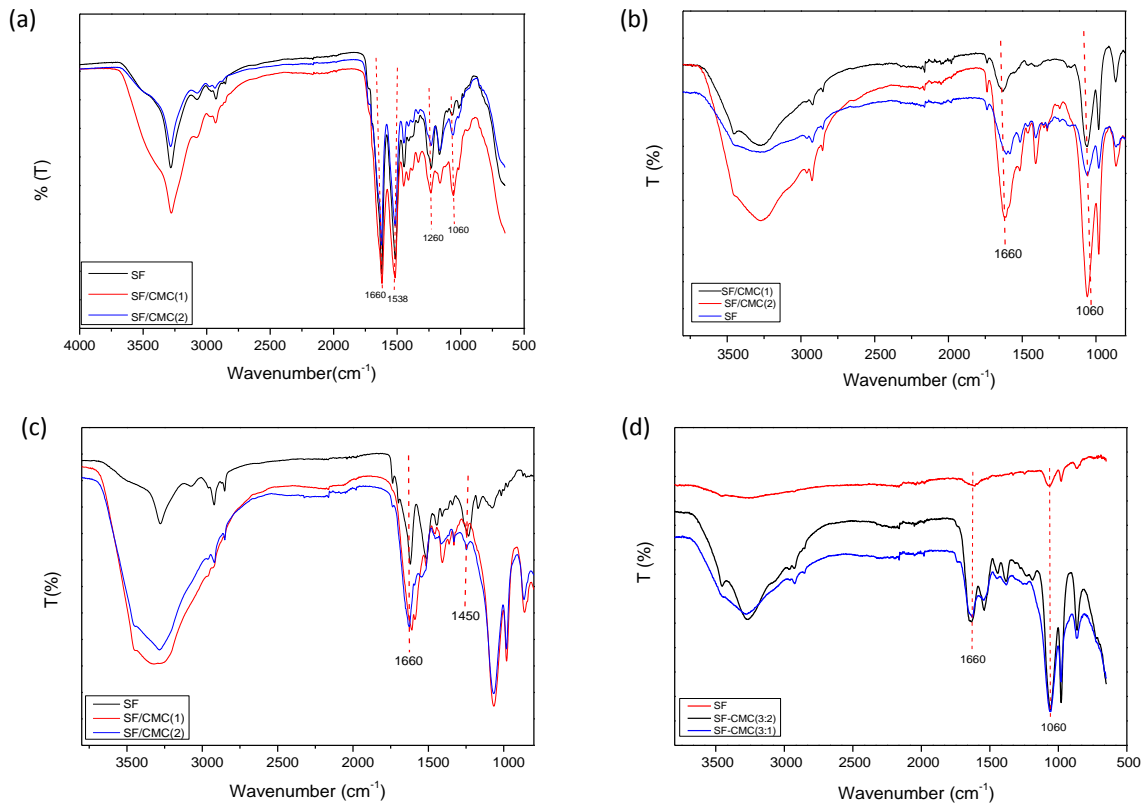 (a)
% (T)
1660
1538
1260
1060
SF
SF/CMC(1)
SF/CMC(2)
4000 3500 3000 2500 2000 1500 1000 500
Wavenumber(cm⁻¹)
(b)
T (%)
1660
1060
SF/CMC(1)
SF/CMC(2)
SF
3500 3000 2500 2000 1500 1000
Wavenumber (cm⁻¹)
(c)
T(%)
1660
1450
SF
SF/CMC(1)
SF/CMC(2)
3500 3000 2500 2000 1500 1000
Wavenumber (cm⁻¹)
(d)
T (%)
1660
1060
SF
SF-CMC(3:2)
SF-CMC(3:1)
3500 3000 2500 2000 1500 1000 500
Wavenumber (cm⁻¹)